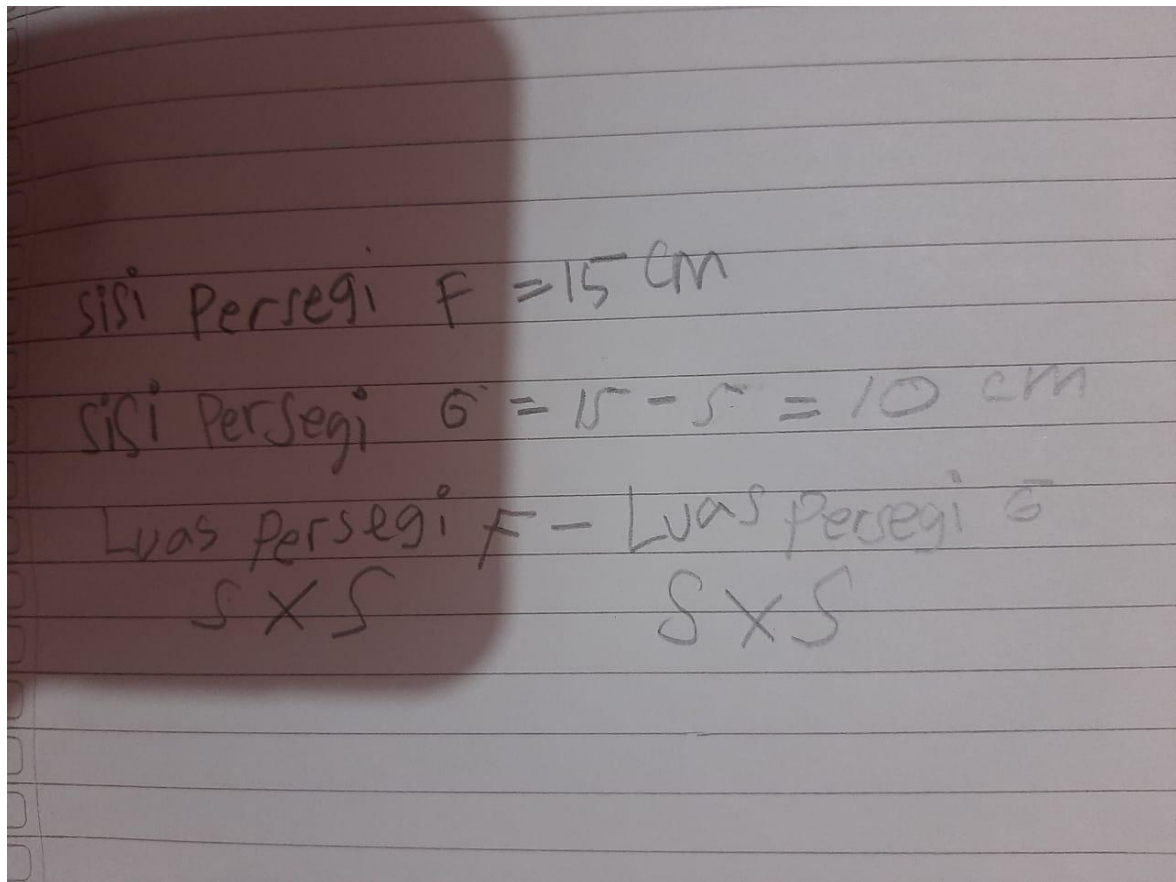 sisi Persegi F = 15 cm
sisi Persegi G = 15 - 5 = 10 cm
Luas Persegi F - Luas Persegi G
S X S S X S